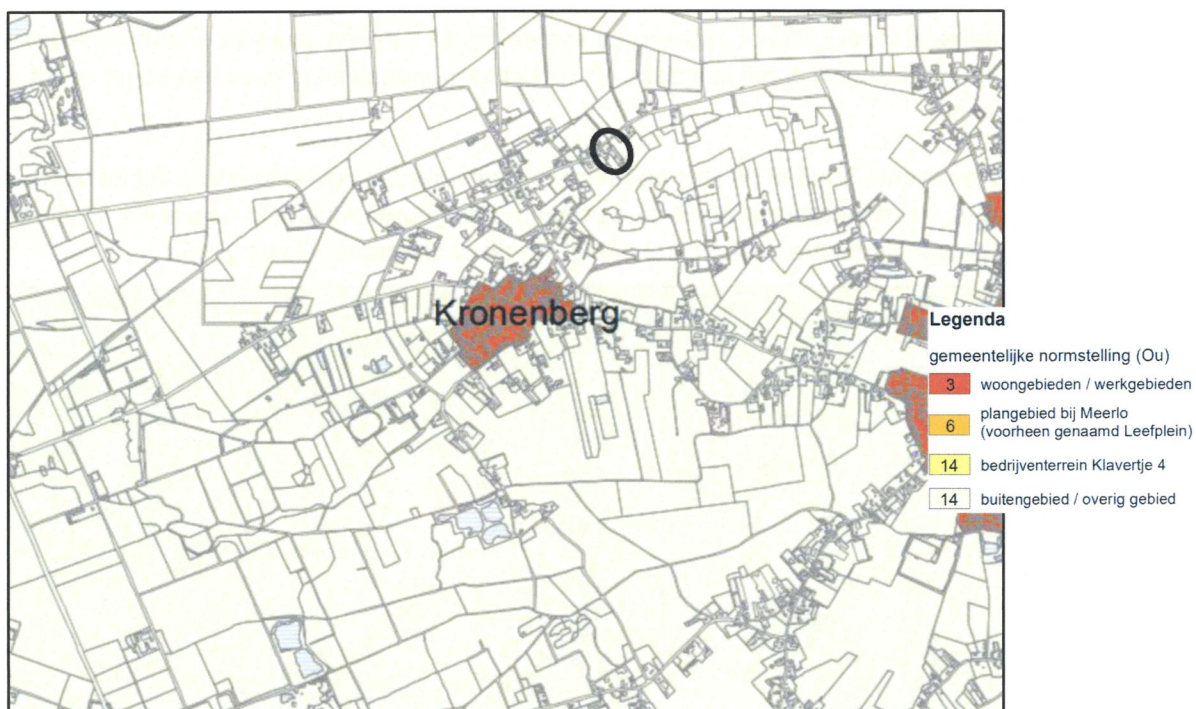 Kronenberg
Legenda
gemeentelijke normstelling (Ou)
3 woongebieden / werkgebieden
6 plangebied bij Meerlo
(voorheen genaamd Leefplein)
14 bedrijventerrein Klavertje 4
14 buitengebied / overig gebied